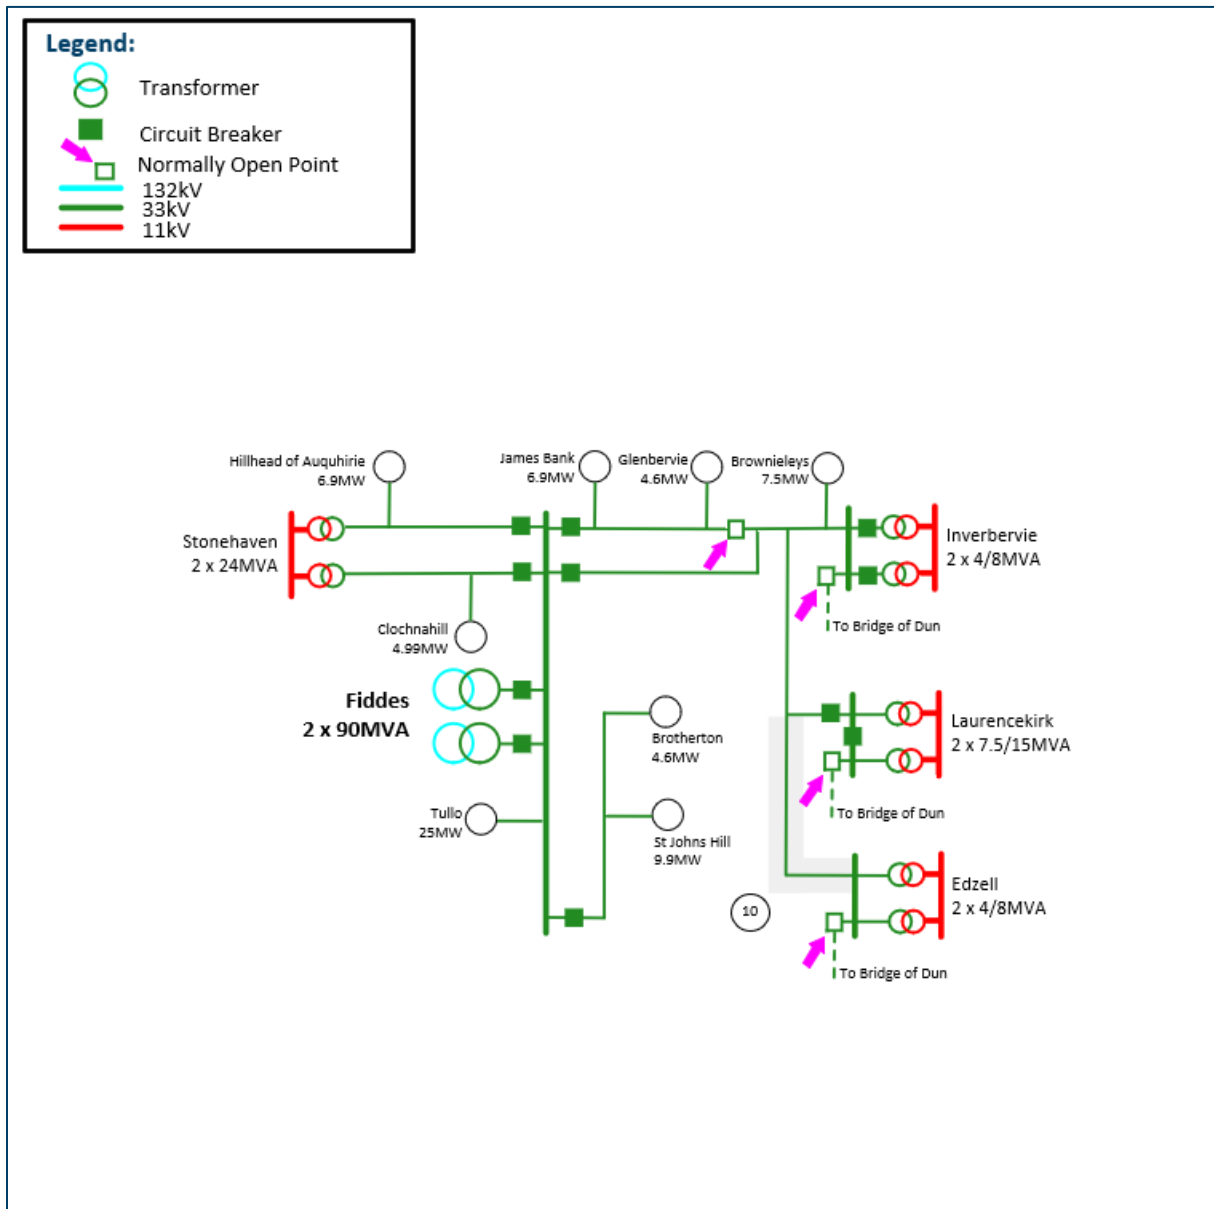 Legend:
Transformer
Circuit Breaker
Normally Open Point
132kV
33kV
11kV
Hillhead of Auquhirie
6.9MW
James Bank
6.9MW
Glenbervie
4.6MW
Brownieleys
7.5MW
Stonehaven
2 x 24MVA
Inverbervie
2 x 4/8MVA
To Bridge of Dun
Clochnahill
4.99MW
Fiddes
2 x 90MVA
Brotherton
4.6MW
Laurencekirk
2 x 7.5/15MVA
To Bridge of Dun
Tullo
25MW
St Johns Hill
9.9MW
Edzell
2 x 4/8MVA
10
To Bridge of Dun